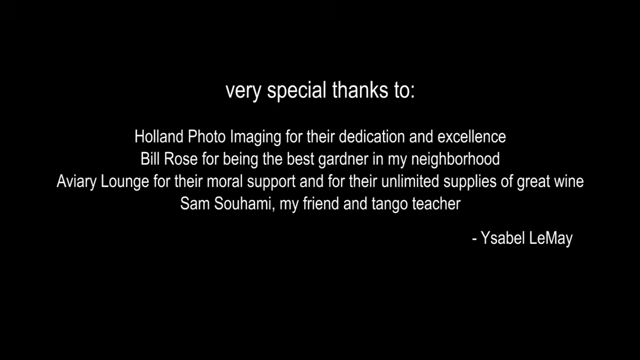 very special thanks to:
Holland Photo Imaging for their dedication and excellence
Bill Rose for being the best gardner in my neighborhood
Aviary Lounge for their moral support and for their unlimited supplies of great wine
Sam Souhami, my friend and tango teacher
- Ysabel LeMay